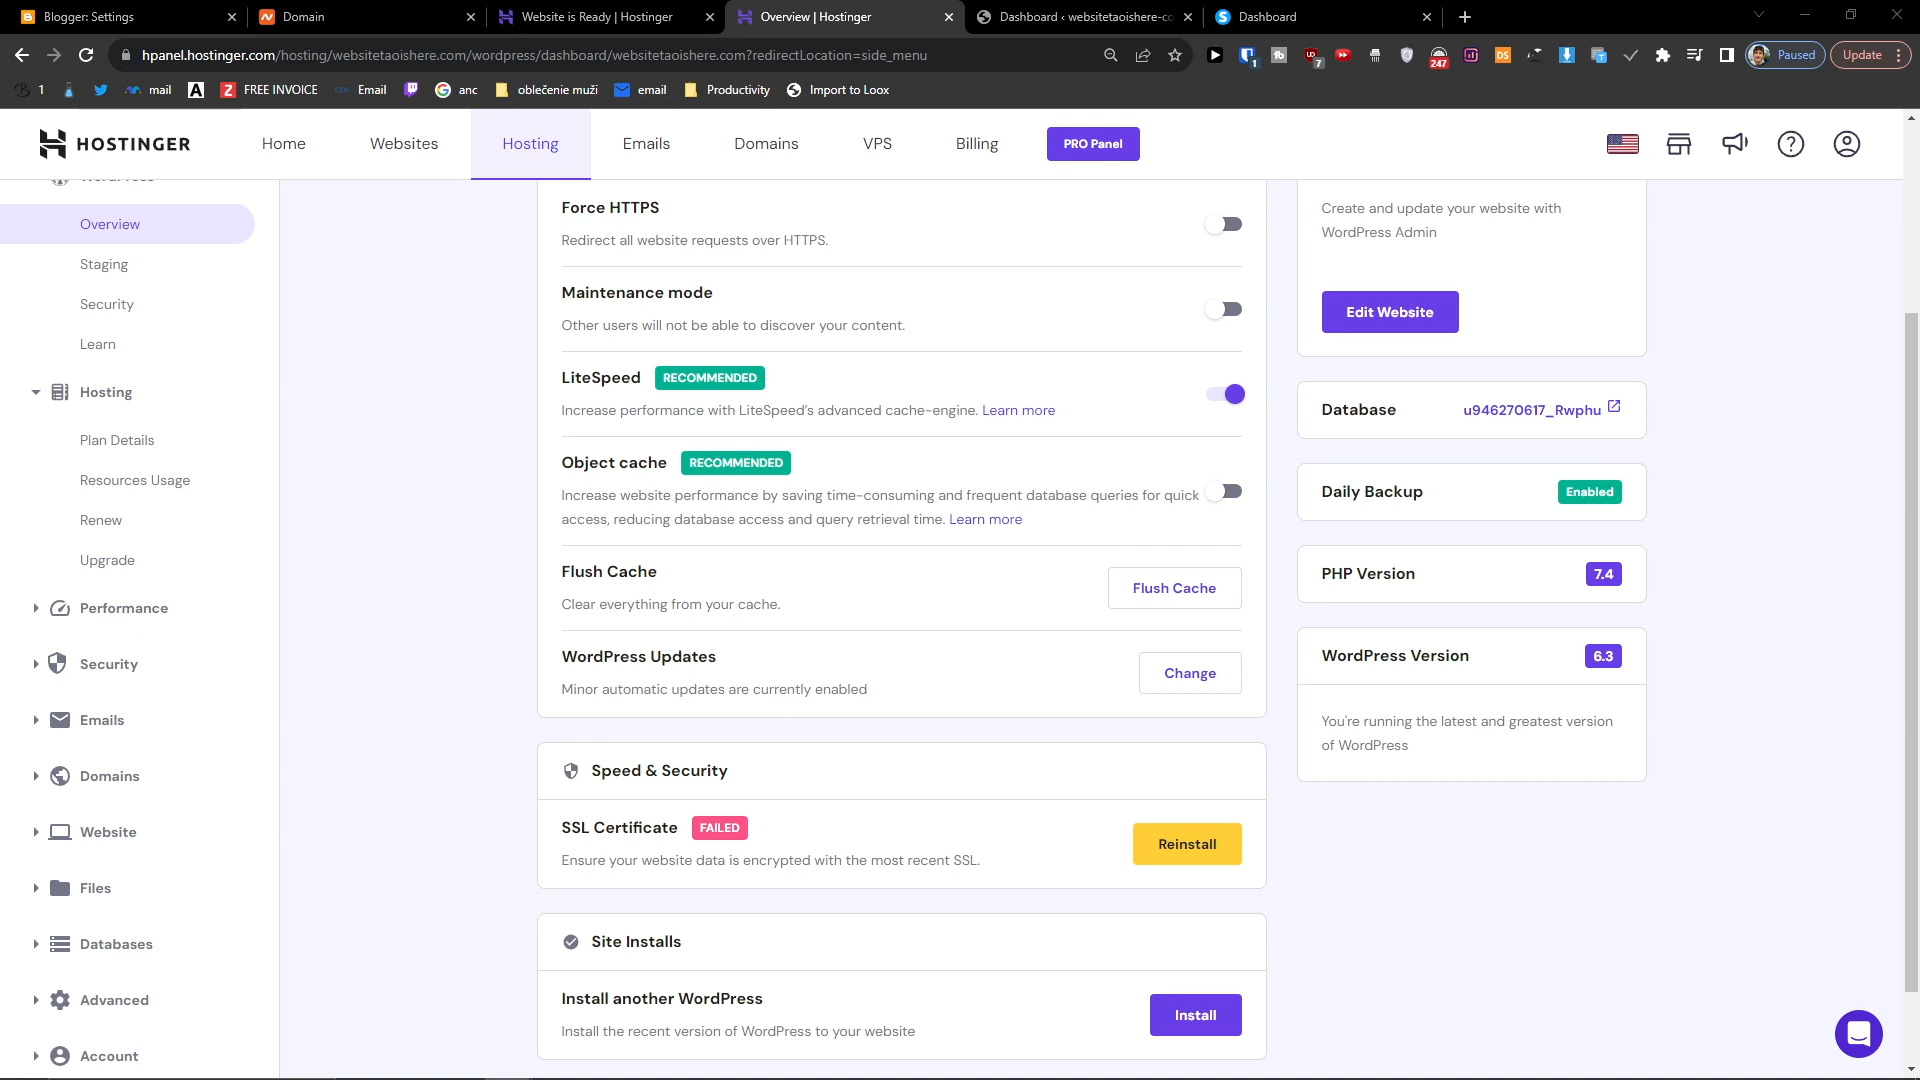 Blogger: Settings
Domain
Website is Ready | Hostinger
Overview | Hostinger
Dashboard ‹ websitetaoishere-co
Dashboard
hpanel.hostinger.com/hosting/websitetaoishere.com/wordpress/dashboard/websitetaoishere.com?redirectLocation=side_menu
1
7
247
DS
Paused
Update
1
mail
A
Z
FREE INVOICE
Email
anc
oblečenie muži
email
Productivity
Import to Loox
HOSTINGER
Home
Websites
Hosting
Emails
Domains
VPS
Billing
PRO Panel
WordPress
Overview
Staging
Security
Learn
Hosting
Plan Details
Resources Usage
Renew
Upgrade
Performance
Security
Emails
Domains
Website
Files
Databases
Advanced
Account
Force HTTPS
Redirect all website requests over HTTPS.
Maintenance mode
Other users will not be able to discover your content.
LiteSpeed RECOMMENDED
Increase performance with LiteSpeed's advanced cache-engine. Learn more
Object cache RECOMMENDED
Increase website performance by saving time-consuming and frequent database queries for quick
access, reducing database access and query retrieval time. Learn more
Flush Cache
Clear everything from your cache.
Flush Cache
WordPress Updates
Minor automatic updates are currently enabled
Change
Speed & Security
SSL Certificate FAILED
Ensure your website data is encrypted with the most recent SSL.
Reinstall
Site Installs
Install another WordPress
Install the recent version of WordPress to your website
Install
Create and update your website with
WordPress Admin
Edit Website
Database
u946270617_Rwphu
Daily Backup
Enabled
PHP Version
7.4
WordPress Version
6.3
You're running the latest and greatest version
of WordPress